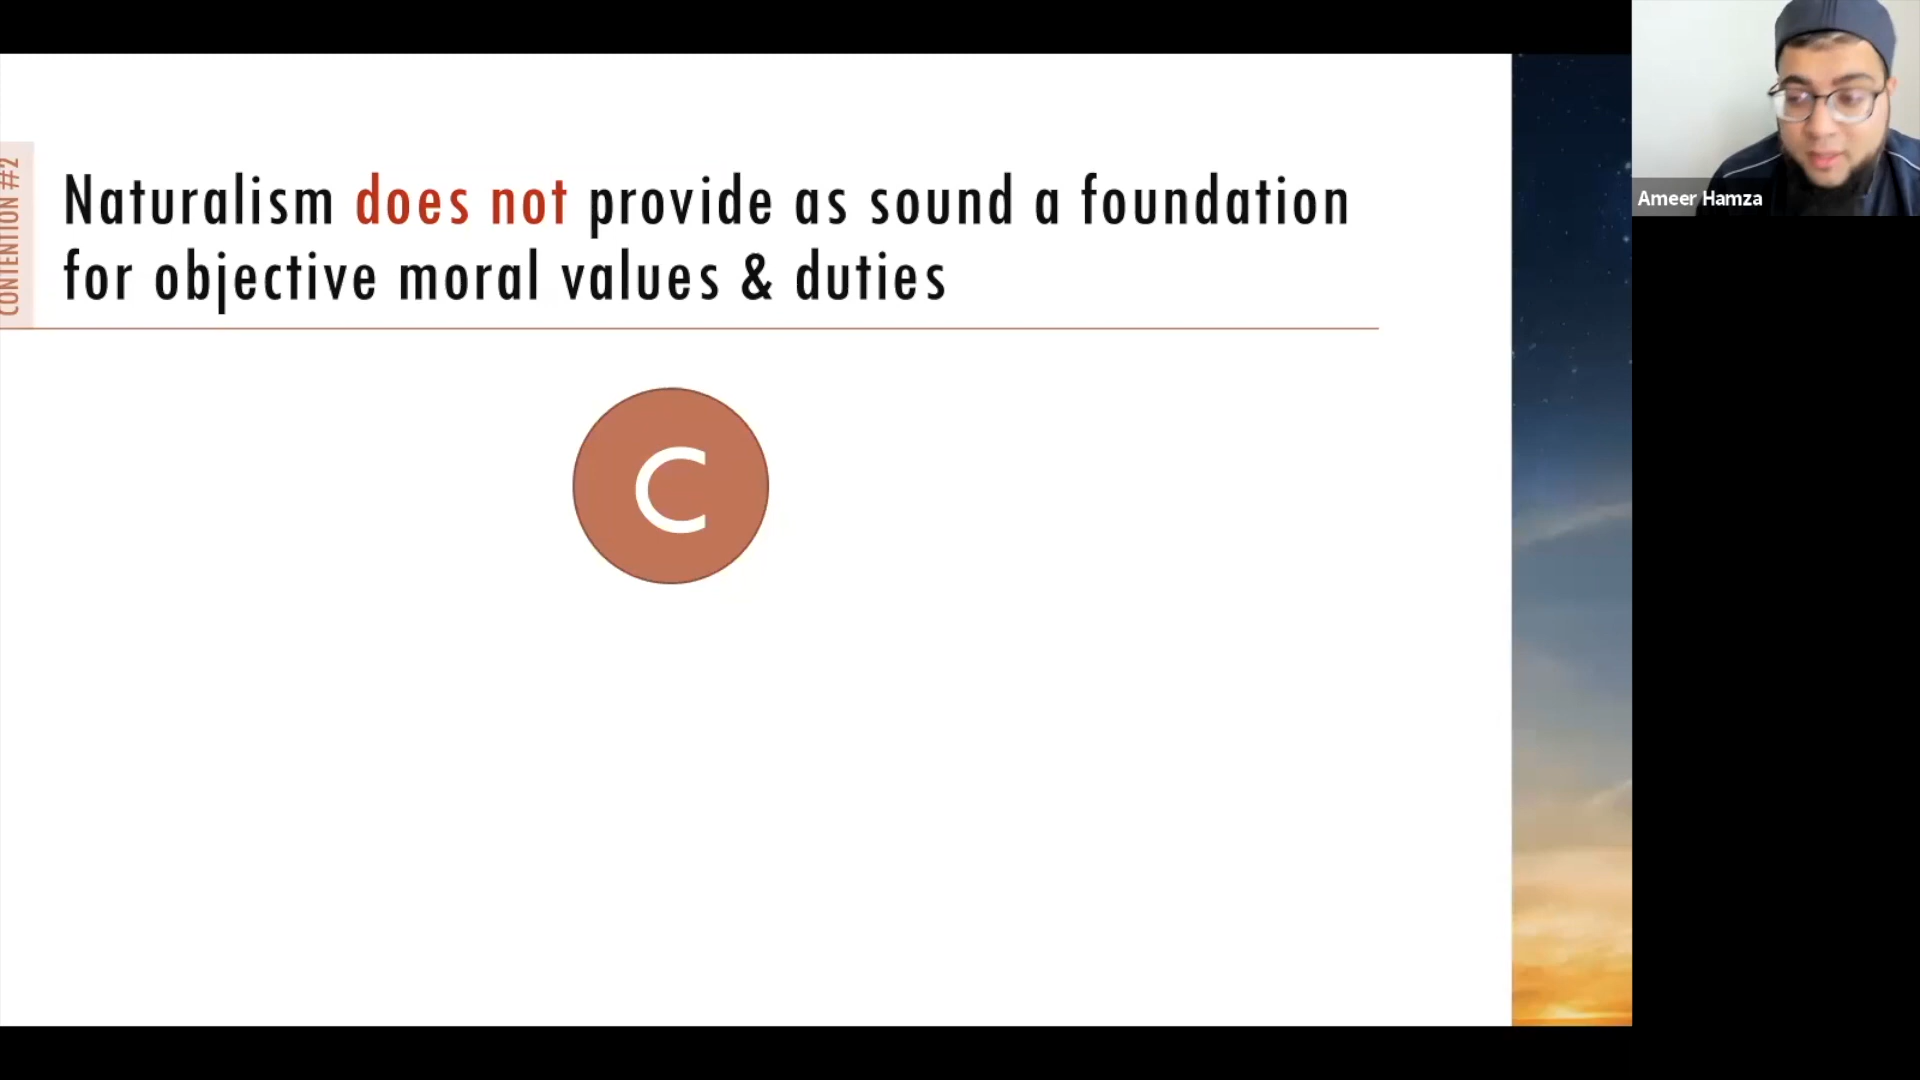 CONTENTION #2
Naturalism does not provide as sound a foundation
for objective moral values & duties
C
Ameer Hamza